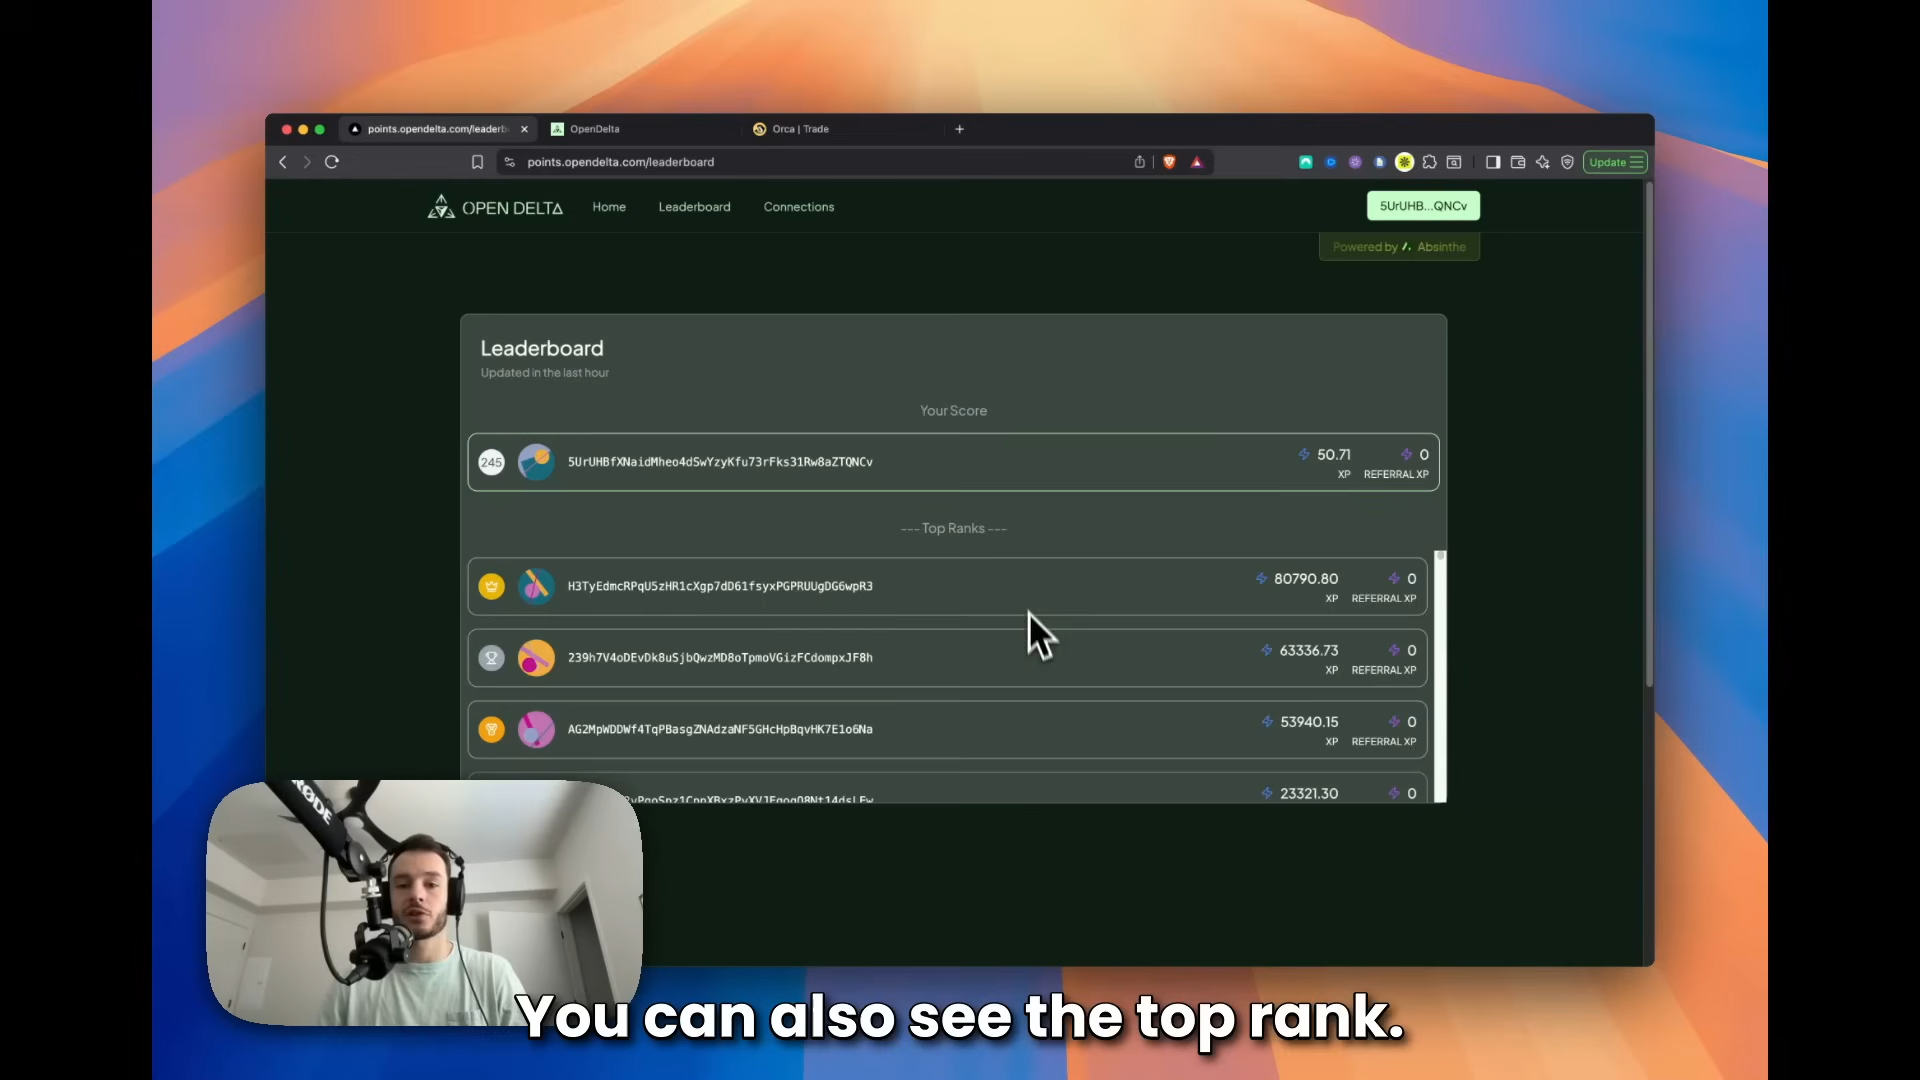 points.opendelta.com/leaderb
OpenDelta
Orca | Trade
points.opendelta.com/leaderboard
Update
OPEN DELTA
Home
Leaderboard
Connections
5UrUHB...QNCv
Powered by Absinthe
Leaderboard
Updated in the last hour
Your Score
245
5UrUHBfXNaidMheo4dSwYzyKfu73rFks31Rw8aZTQNCv
50.71
0
XP
REFERRAL XP
--- Top Ranks ---
H3TyEdmcRPqU5zHR1cXgp7dD61fsyxPGPRUUgDG6wpR3
80790.80
0
XP
REFERRAL XP
239h7V4oDEvDk8uSjbQwzMD8oTpmoVGizFCdompxJF8h
63336.73
0
XP
REFERRAL XP
AG2MpWDDWf4TqPBasgZNAdzaNF5GHcHpBqvHK7E1o6Na
53940.15
0
XP
REFERRAL XP
23321.30
0
RØDE
You can also see the top rank.